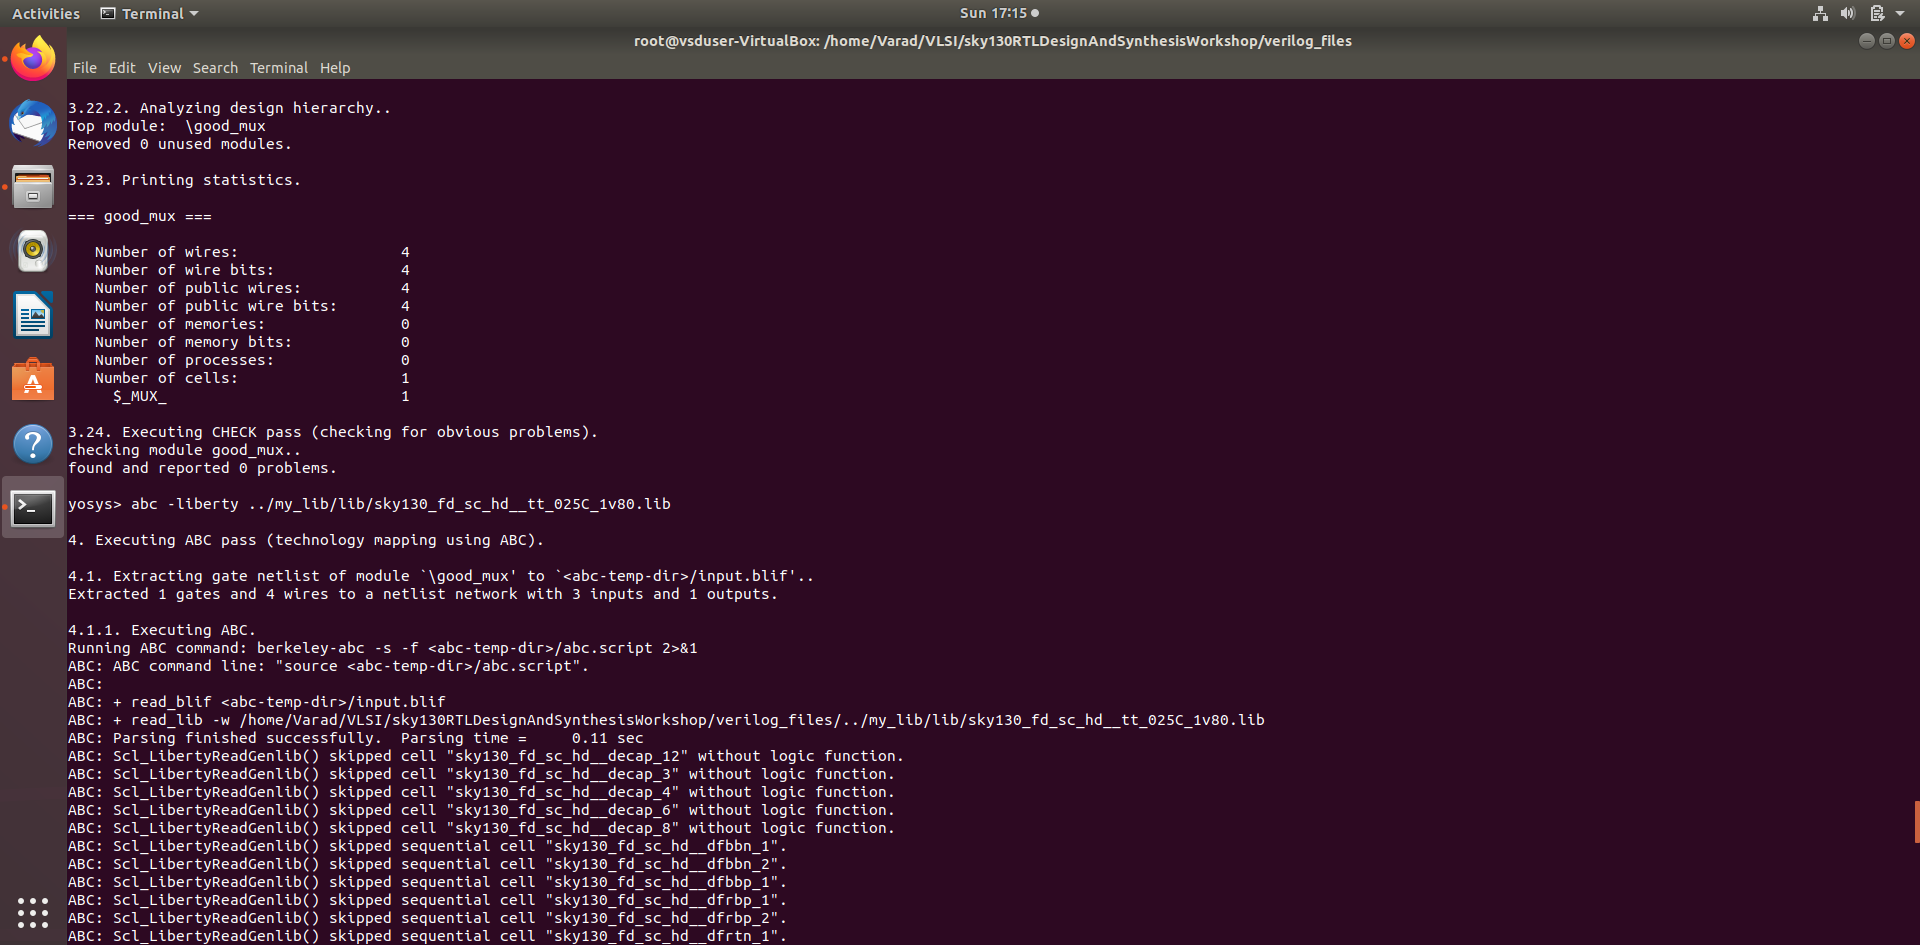 Activities Terminal Sun 17:15
root@vsduser-VirtualBox: /home/Varad/VLSI/sky130RTLDesignAndSynthesisWorkshop/verilog_files
File Edit View Search Terminal Help
3.22.2. Analyzing design hierarchy..
Top module:  \good_mux
Removed 0 unused modules.
3.23. Printing statistics.
=== good_mux ===
Number of wires: 4
Number of wire bits: 4
Number of public wires: 4
Number of public wire bits: 4
Number of memories: 0
Number of memory bits: 0
Number of processes: 0
Number of cells: 1
$_MUX_ 1
3.24. Executing CHECK pass (checking for obvious problems).
checking module good_mux..
found and reported 0 problems.
yosys> abc -liberty ../my_lib/lib/sky130_fd_sc_hd__tt_025C_1v80.lib
4. Executing ABC pass (technology mapping using ABC).
4.1. Extracting gate netlist of module `\good_mux' to `<abc-temp-dir>/input.blif'..
Extracted 1 gates and 4 wires to a netlist network with 3 inputs and 1 outputs.
4.1.1. Executing ABC.
Running ABC command: berkeley-abc -s -f <abc-temp-dir>/abc.script 2>&1
ABC: ABC command line: "source <abc-temp-dir>/abc.script".
ABC:
ABC: + read_blif <abc-temp-dir>/input.blif
ABC: + read_lib -w /home/Varad/VLSI/sky130RTLDesignAndSynthesisWorkshop/verilog_files/../my_lib/lib/sky130_fd_sc_hd__tt_025C_1v80.lib
ABC: Parsing finished successfully.  Parsing time =     0.11 sec
ABC: Scl_LibertyReadGenlib() skipped cell "sky130_fd_sc_hd__decap_12" without logic function.
ABC: Scl_LibertyReadGenlib() skipped cell "sky130_fd_sc_hd__decap_3" without logic function.
ABC: Scl_LibertyReadGenlib() skipped cell "sky130_fd_sc_hd__decap_4" without logic function.
ABC: Scl_LibertyReadGenlib() skipped cell "sky130_fd_sc_hd__decap_6" without logic function.
ABC: Scl_LibertyReadGenlib() skipped cell "sky130_fd_sc_hd__decap_8" without logic function.
ABC: Scl_LibertyReadGenlib() skipped sequential cell "sky130_fd_sc_hd__dfbbn_1".
ABC: Scl_LibertyReadGenlib() skipped sequential cell "sky130_fd_sc_hd__dfbbn_2".
ABC: Scl_LibertyReadGenlib() skipped sequential cell "sky130_fd_sc_hd__dfbbp_1".
ABC: Scl_LibertyReadGenlib() skipped sequential cell "sky130_fd_sc_hd__dfrbp_1".
ABC: Scl_LibertyReadGenlib() skipped sequential cell "sky130_fd_sc_hd__dfrbp_2".
ABC: Scl_LibertyReadGenlib() skipped sequential cell "sky130_fd_sc_hd__dfrtn_1".